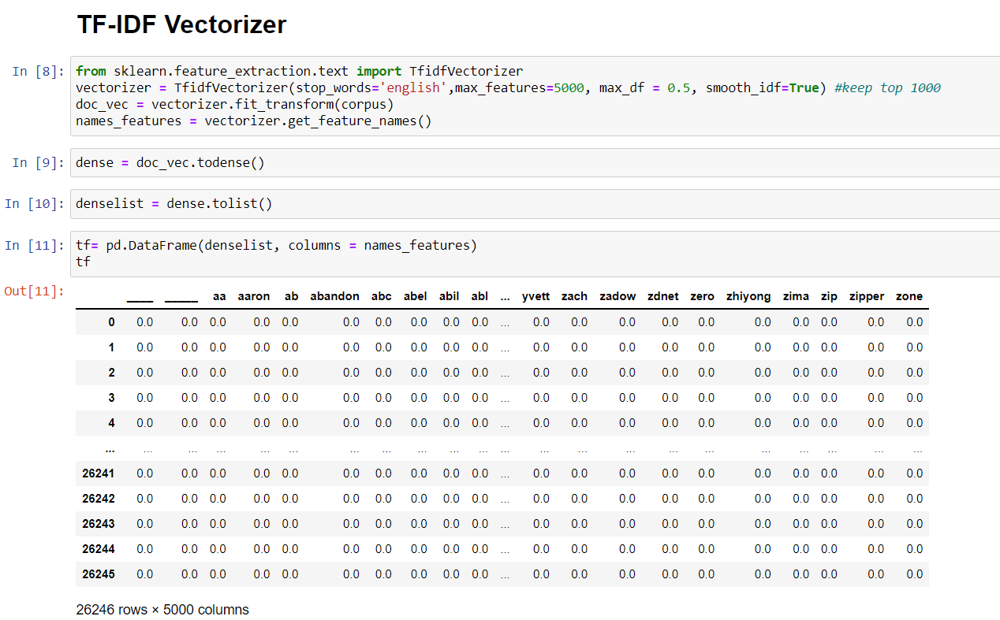 TF-IDF Vectorizer
In [8]: from sklearn.feature_extraction.text import TfidfVectorizer
vectorizer = TfidfVectorizer(stop_words='english',max_features=5000, max_df = 0.5, smooth_idf=True) #keep top 1000
doc_vec = vectorizer.fit_transform(corpus)
names_features = vectorizer.get_feature_names()
In [9]: dense = doc_vec.todense()
In [10]: denselist = dense.tolist()
In [11]: tf= pd.DataFrame(denselist, columns = names_features)
tf
Out[11]:
____ _____ aa aaron ab abandon abc abel abil abl ... yvett zach zadow zdnet zero zhiyong zima zip zipper zone
0 0.0 0.0 0.0 0.0 0.0 0.0 0.0 0.0 0.0 0.0 ... 0.0 0.0 0.0 0.0 0.0 0.0 0.0 0.0 0.0 0.0
1 0.0 0.0 0.0 0.0 0.0 0.0 0.0 0.0 0.0 0.0 ... 0.0 0.0 0.0 0.0 0.0 0.0 0.0 0.0 0.0 0.0
2 0.0 0.0 0.0 0.0 0.0 0.0 0.0 0.0 0.0 0.0 ... 0.0 0.0 0.0 0.0 0.0 0.0 0.0 0.0 0.0 0.0
3 0.0 0.0 0.0 0.0 0.0 0.0 0.0 0.0 0.0 0.0 ... 0.0 0.0 0.0 0.0 0.0 0.0 0.0 0.0 0.0 0.0
4 0.0 0.0 0.0 0.0 0.0 0.0 0.0 0.0 0.0 0.0 ... 0.0 0.0 0.0 0.0 0.0 0.0 0.0 0.0 0.0 0.0
... ... ... ... ... ... ... ... ... ... ... ... ... ... ... ... ... ... ... ... ... ...
26241 0.0 0.0 0.0 0.0 0.0 0.0 0.0 0.0 0.0 0.0 ... 0.0 0.0 0.0 0.0 0.0 0.0 0.0 0.0 0.0 0.0
26242 0.0 0.0 0.0 0.0 0.0 0.0 0.0 0.0 0.0 0.0 ... 0.0 0.0 0.0 0.0 0.0 0.0 0.0 0.0 0.0 0.0
26243 0.0 0.0 0.0 0.0 0.0 0.0 0.0 0.0 0.0 0.0 ... 0.0 0.0 0.0 0.0 0.0 0.0 0.0 0.0 0.0 0.0
26244 0.0 0.0 0.0 0.0 0.0 0.0 0.0 0.0 0.0 0.0 ... 0.0 0.0 0.0 0.0 0.0 0.0 0.0 0.0 0.0 0.0
26245 0.0 0.0 0.0 0.0 0.0 0.0 0.0 0.0 0.0 0.0 ... 0.0 0.0 0.0 0.0 0.0 0.0 0.0 0.0 0.0 0.0
26246 rows × 5000 columns